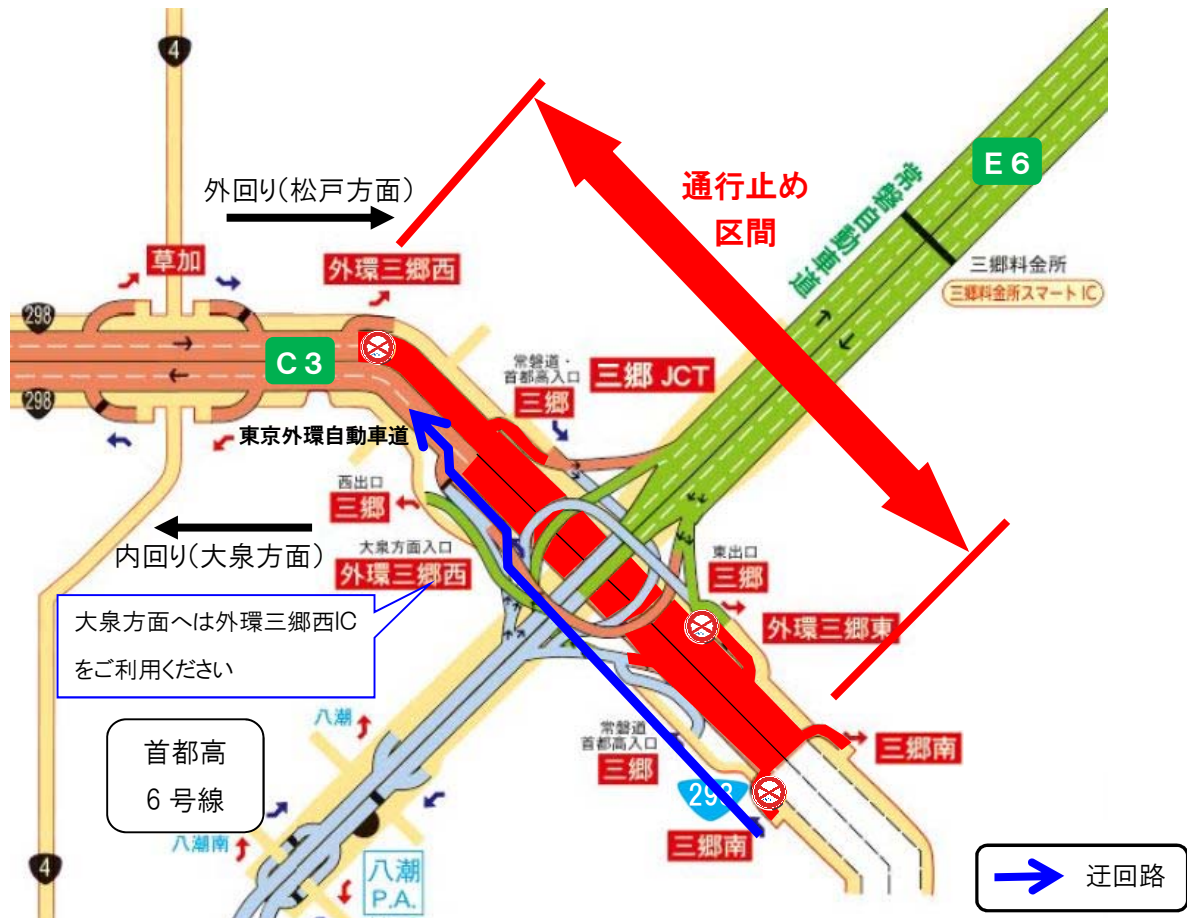 4
E6
常磐自動車道
通行止め
区間
外回り(松戸方面)
三郷料金所
三郷料金所スマートIC
草加
外環三郷西
298
C3
常磐道・
首都高入口
三郷
三郷 JCT
298
東京外環自動車道
西出口
三郷
内回り(大泉方面)
大泉方面入口
外環三郷西
東出口
三郷
外環三郷東
大泉方面へは外環三郷西IC
をご利用ください
八潮
常磐道
首都高入口
三郷
三郷南
首都高
6号線
298
三郷南
八潮南
4
八潮
P.A.
迂回路